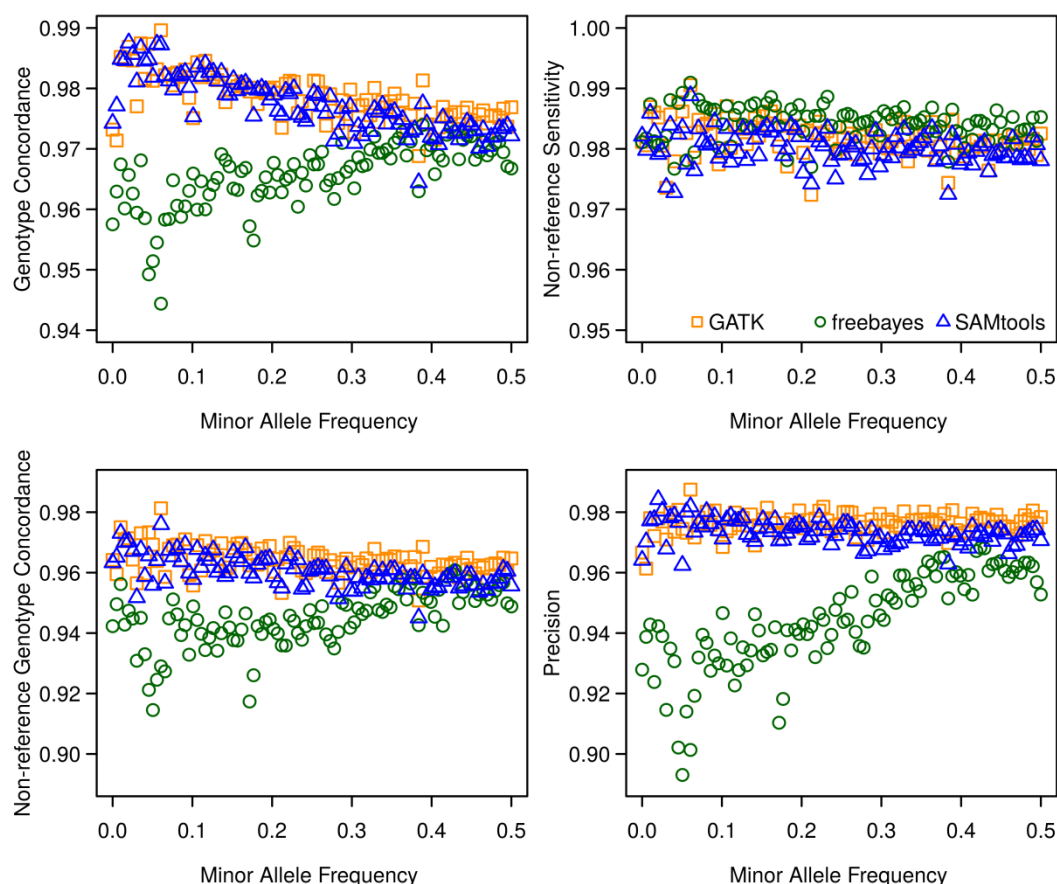 Genotype Concordance
0.99
0.98
0.97
0.96
0.95
0.94
0.0 0.1 0.2 0.3 0.4 0.5
Minor Allele Frequency
Non-reference Sensitivity
1.00
0.99
0.98
0.97
0.96
0.95
GATK freebayes SAMtools
0.0 0.1 0.2 0.3 0.4 0.5
Minor Allele Frequency
Non-reference Genotype Concordance
0.98
0.96
0.94
0.92
0.90
0.0 0.1 0.2 0.3 0.4 0.5
Minor Allele Frequency
Precision
0.98
0.96
0.94
0.92
0.90
0.0 0.1 0.2 0.3 0.4 0.5
Minor Allele Frequency